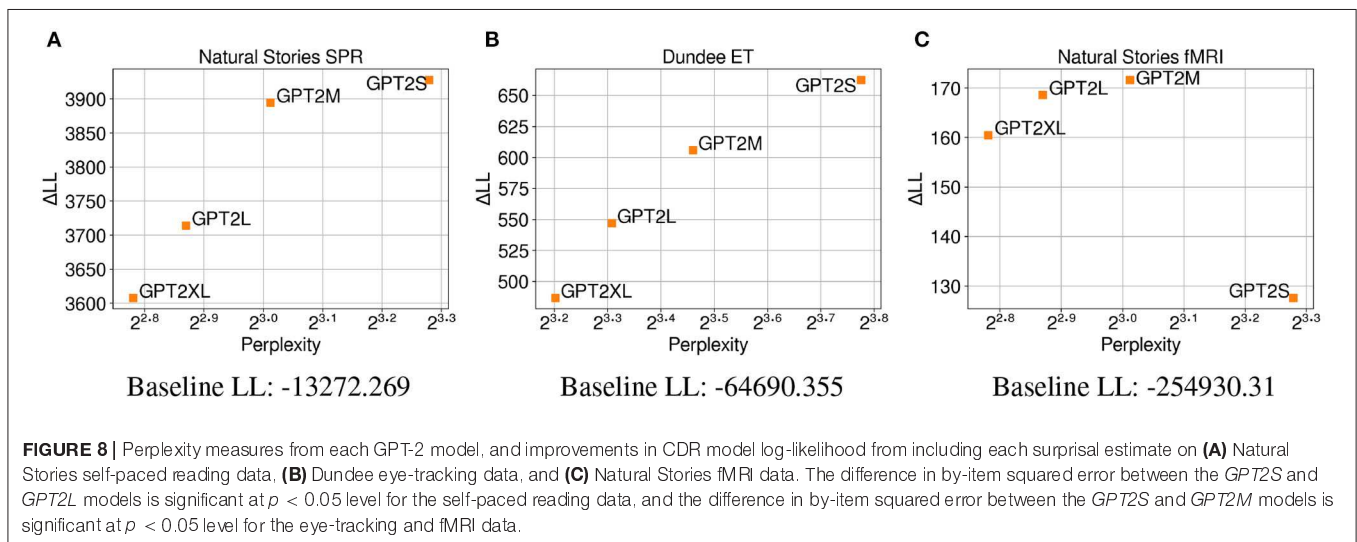 A
Natural Stories SPR
ΔLL
3900
3850
3800
3750
3700
3650
3600
GPT2S
GPT2M
GPT2L
GPT2XL
2^2.8 2^2.9 2^3.0 2^3.1 2^3.2 2^3.3
Perplexity
Baseline LL: -13272.269
B
Dundee ET
ΔLL
650
625
600
575
550
525
500
GPT2S
GPT2M
GPT2L
GPT2XL
2^3.2 2^3.3 2^3.4 2^3.5 2^3.6 2^3.7 2^3.8
Perplexity
Baseline LL: -64690.355
C
Natural Stories fMRI
ΔLL
170
160
150
140
130
GPT2M
GPT2L
GPT2XL
GPT2S
2^2.8 2^2.9 2^3.0 2^3.1 2^3.2 2^3.3
Perplexity
Baseline LL: -254930.31
FIGURE 8 | Perplexity measures from each GPT-2 model, and improvements in CDR model log-likelihood from including each surprisal estimate on (A) Natural
Stories self-paced reading data, (B) Dundee eye-tracking data, and (C) Natural Stories fMRI data. The difference in by-item squared error between the GPT2S and
GPT2L models is significant at p < 0.05 level for the self-paced reading data, and the difference in by-item squared error between the GPT2S and GPT2M models is
significant at p < 0.05 level for the eye-tracking and fMRI data.